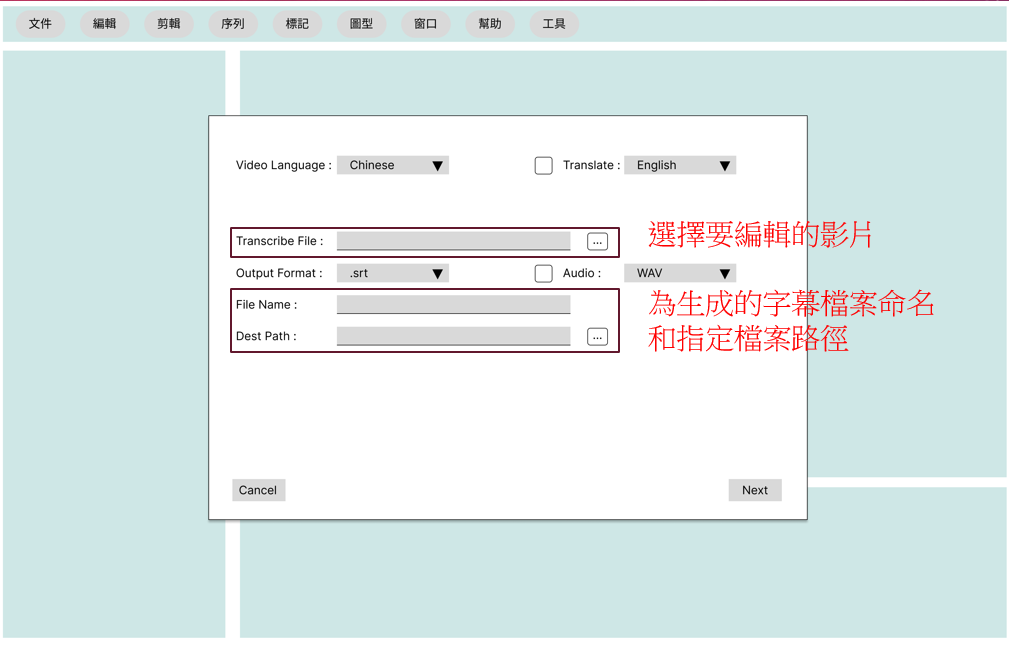 文件 編輯 剪輯 序列 標記 圖型 窗口 幫助 工具
Video Language : Chinese ▼ Translate : English ▼
Transcribe File : ... 選擇要編輯的影片
Output Format : .srt ▼ Audio : WAV ▼
File Name : 為生成的字幕檔案命名
Dest Path : ... 和指定檔案路徑
Cancel Next